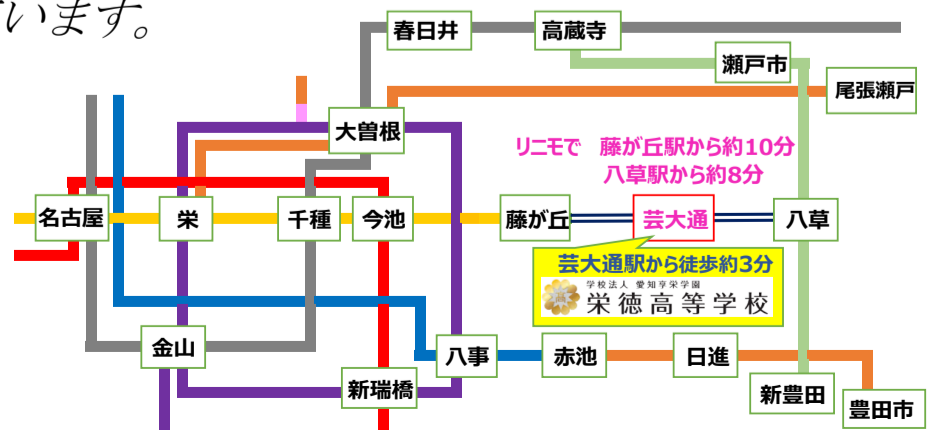 います。
春日井
高蔵寺
瀬戸市
尾張瀬戸
大曽根
リニモで 藤が丘駅から約10分
八草駅から約8分
名古屋
栄
千種
今池
藤が丘
芸大通
八草
芸大通駅から徒歩約3分
学校法人 愛知享栄学園
栄徳高等学校
金山
八事
赤池
日進
新瑞橋
新豊田
豊田市